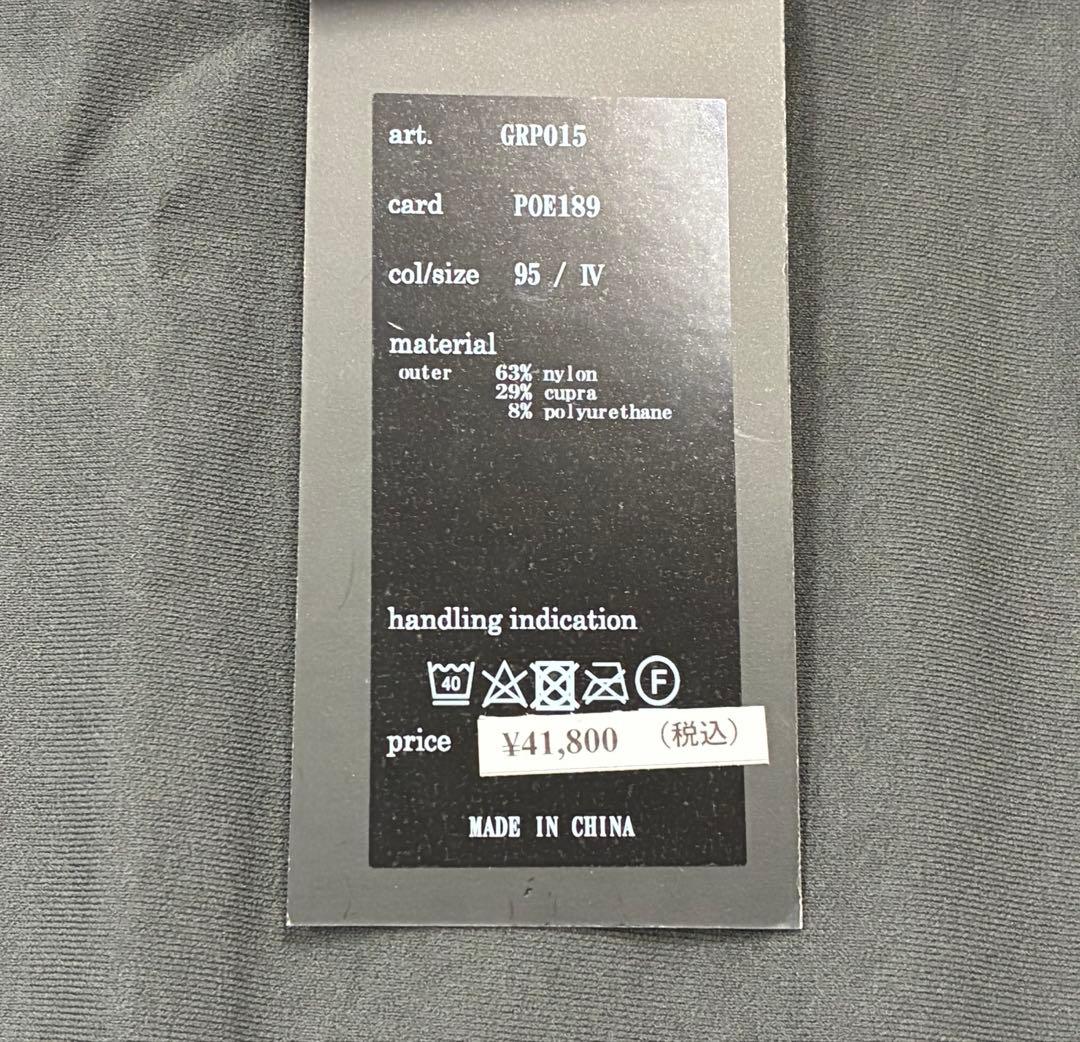 art. GRP015
card POE189
col/size 95 / Ⅳ
material
outer 63% nylon
29% cupra
8% polyurethane
handling indication
40 F
price ¥41,800 (税込)
MADE IN CHINA